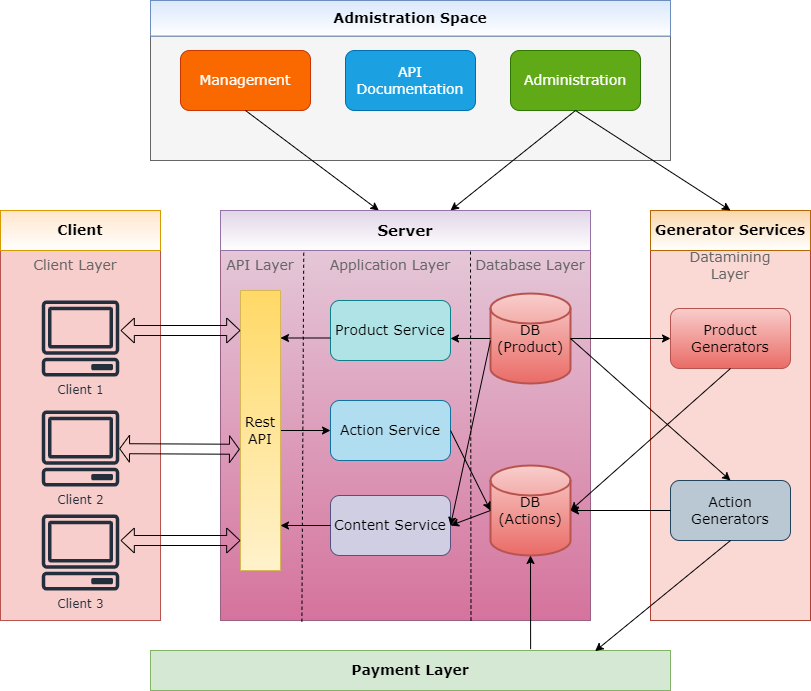 Admistration Space
Management
API
Documentation
Administration
Client
Server
Generator Services
Client Layer
API Layer
Application Layer
Database Layer
Datamining
Layer
Client 1
Client 2
Client 3
Rest
API
Product Service
Action Service
Content Service
DB
(Product)
DB
(Actions)
Product
Generators
Action
Generators
Payment Layer